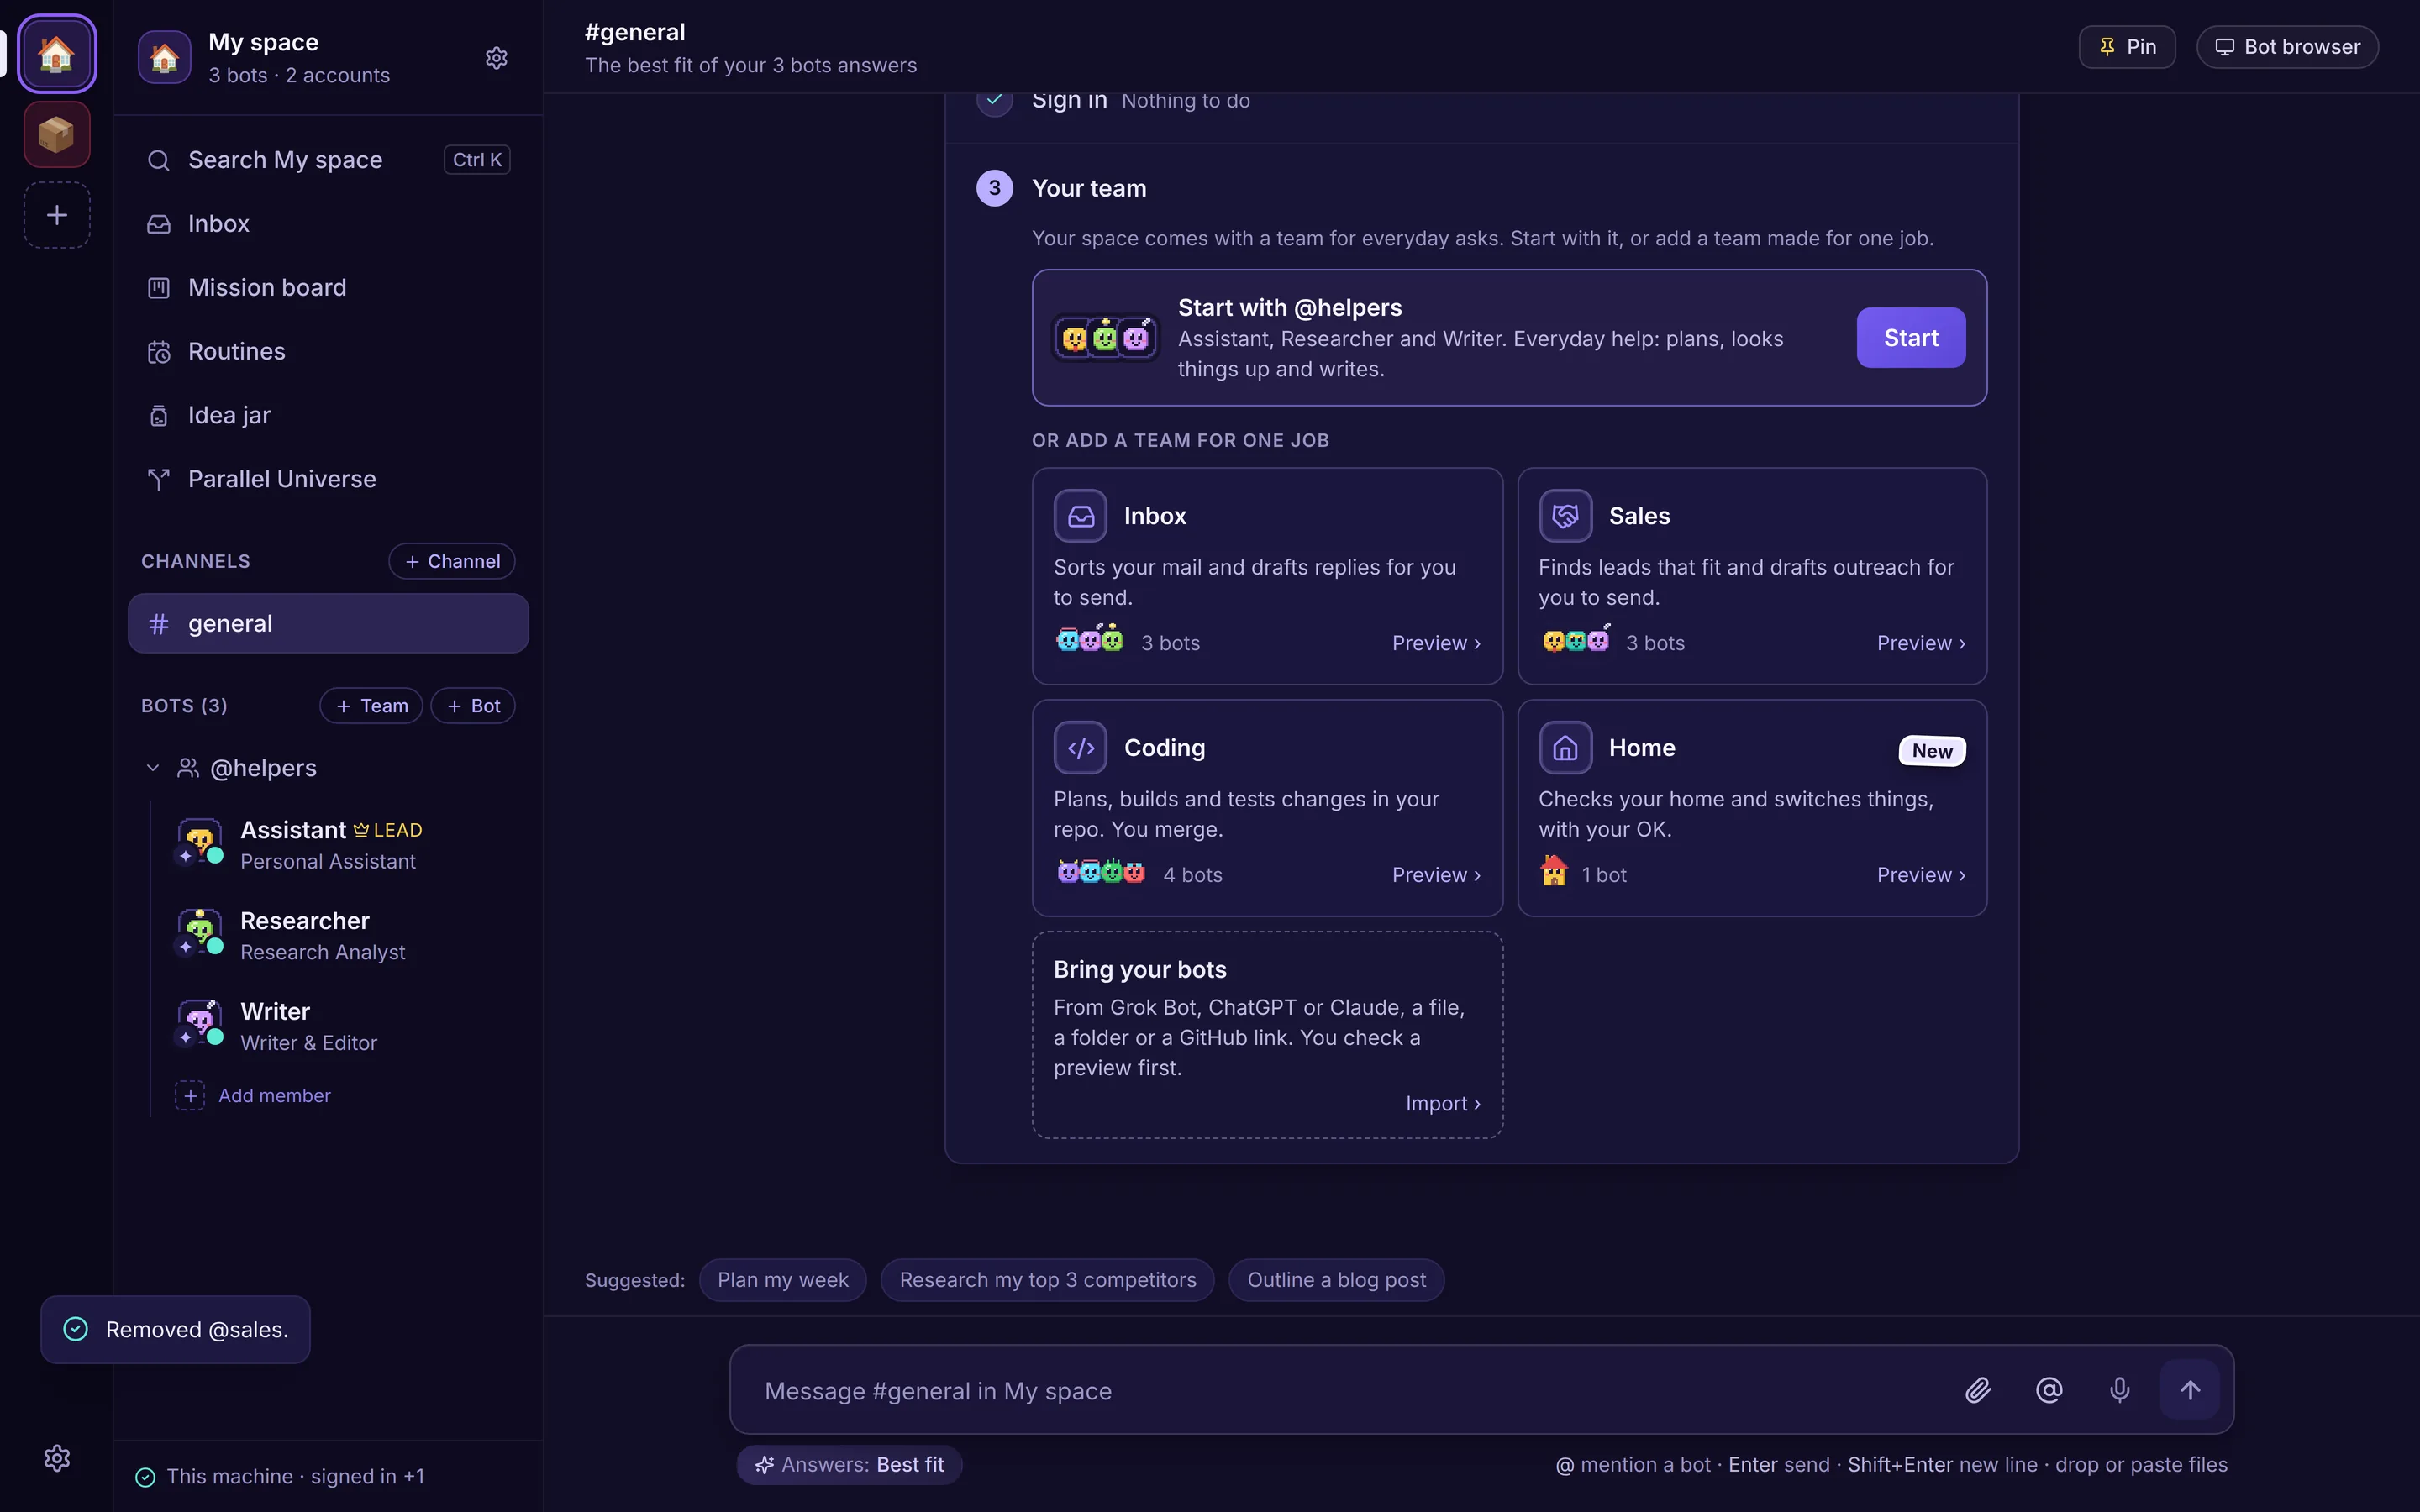 My space
3 bots · 2 accounts
Search My space
Ctrl K
Inbox
Mission board
Routines
Idea jar
Parallel Universe
CHANNELS
+ Channel
# general
BOTS (3)
+ Team
+ Bot
@helpers
Assistant LEAD
Personal Assistant
Researcher
Research Analyst
Writer
Writer & Editor
+ Add member
Removed @sales.
This machine · signed in +1
#general
The best fit of your 3 bots answers
Pin
Bot browser
Sign in Nothing to do
3 Your team
Your space comes with a team for everyday asks. Start with it, or add a team made for one job.
Start with @helpers
Assistant, Researcher and Writer. Everyday help: plans, looks
things up and writes.
Start
OR ADD A TEAM FOR ONE JOB
Inbox
Sorts your mail and drafts replies for you
to send.
3 bots
Preview ›
Sales
Finds leads that fit and drafts outreach for
you to send.
3 bots
Preview ›
Coding
Plans, builds and tests changes in your
repo. You merge.
4 bots
Preview ›
Home
New
Checks your home and switches things,
with your OK.
1 bot
Preview ›
Bring your bots
From Grok Bot, ChatGPT or Claude, a file,
a folder or a GitHub link. You check a
preview first.
Import ›
Suggested:
Plan my week
Research my top 3 competitors
Outline a blog post
Message #general in My space
Answers: Best fit
@ mention a bot · Enter send · Shift+Enter new line · drop or paste files